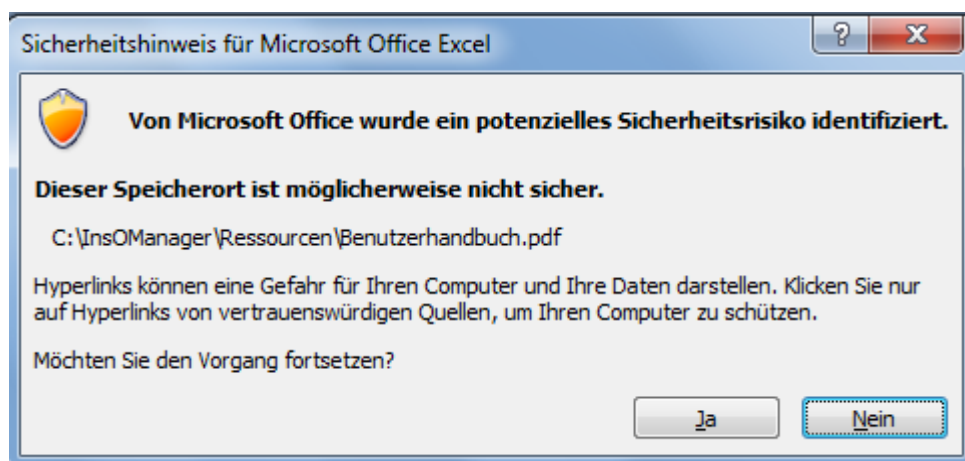 Sicherheitshinweis für Microsoft Office Excel
Von Microsoft Office wurde ein potenzielles Sicherheitsrisiko identifiziert.
Dieser Speicherort ist möglicherweise nicht sicher.
C:\InsOManager\Ressourcen\Benutzerhandbuch.pdf
Hyperlinks können eine Gefahr für Ihren Computer und Ihre Daten darstellen. Klicken Sie nur
auf Hyperlinks von vertrauenswürdigen Quellen, um Ihren Computer zu schützen.
Möchten Sie den Vorgang fortsetzen?
Ja Nein